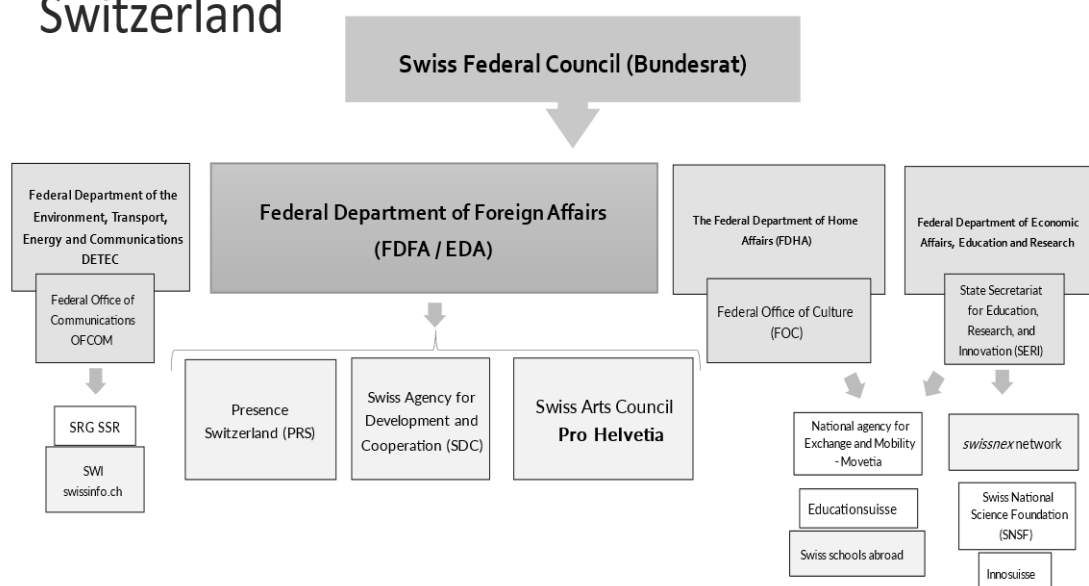 Switzerland
Swiss Federal Council (Bundesrat)
Federal Department of the
Environment, Transport,
Energy and Communications
DETEC
Federal Office of
Communications
OFCOM
SRG SSR
SWI
swissinfo.ch
Federal Department of Foreign Affairs
(FDFA / EDA)
Presence
Switzerland (PRS)
Swiss Agency for
Development and
Cooperation (SDC)
Swiss Arts Council
Pro Helvetia
The Federal Department of Home
Affairs (FDHA)
Federal Office of Culture
(FOC)
Federal Department of Economic
Affairs, Education and Research
State Secretariat
for Education,
Research, and
Innovation (SERI)
National agency for
Exchange and Mobility
- Movetia
Educationsuisse
Swiss schools abroad
swissnex network
Swiss National
Science Foundation
(SNSF)
Innosuisse